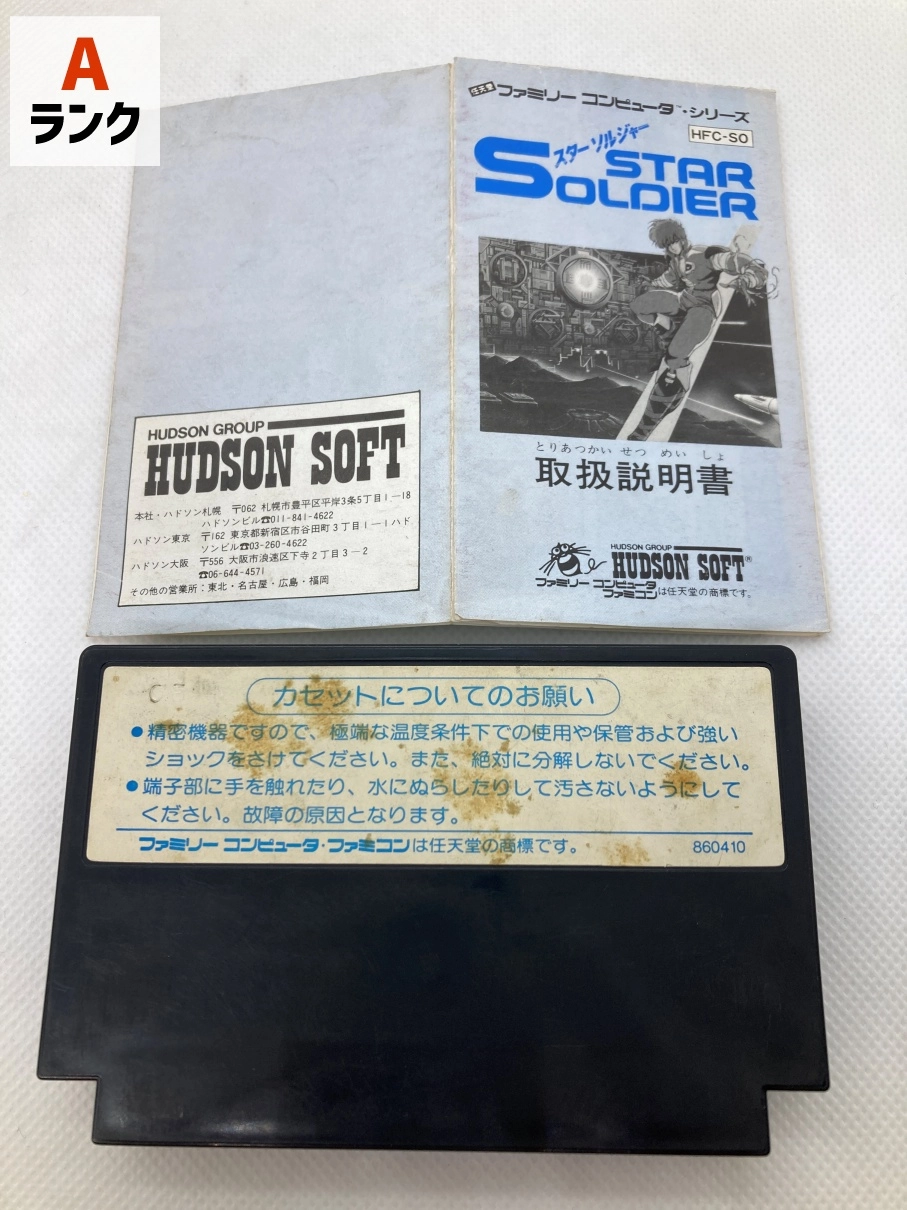 A
ランク
任天堂 ファミリー コンピュータ™・シリーズ
HFC-SO
スターソルジャー
STAR
SOLDIER
とりあつかい せつ めい しょ
取扱説明書
HUDSON GROUP
HUDSON SOFT®
ファミリー コンピュータ
ファミコンは任天堂の商標です。
HUDSON GROUP
HUDSON SOFT
本社・ハドソン札幌 〒062 札幌市豊平区平岸3条5丁目1-18
ハドソンビル☎011-841-4622
ハドソン東京 〒162 東京都新宿区市谷田町3丁目1-1ハド
ソンビル☎03-260-4622
ハドソン大阪 〒556 大阪市浪速区下寺2丁目3-2
☎06-644-4571
その他の営業所：東北・名古屋・広島・福岡
カセットについてのお願い
●精密機器ですので、極端な温度条件下での使用や保管および強い
ショックをさけてください。また、絶対に分解しないでください。
●端子部に手を触れたり、水にぬらしたりして汚さないようにして
ください。故障の原因となります。
ファミリー コンピュータ・ファミコンは任天堂の商標です。
860410